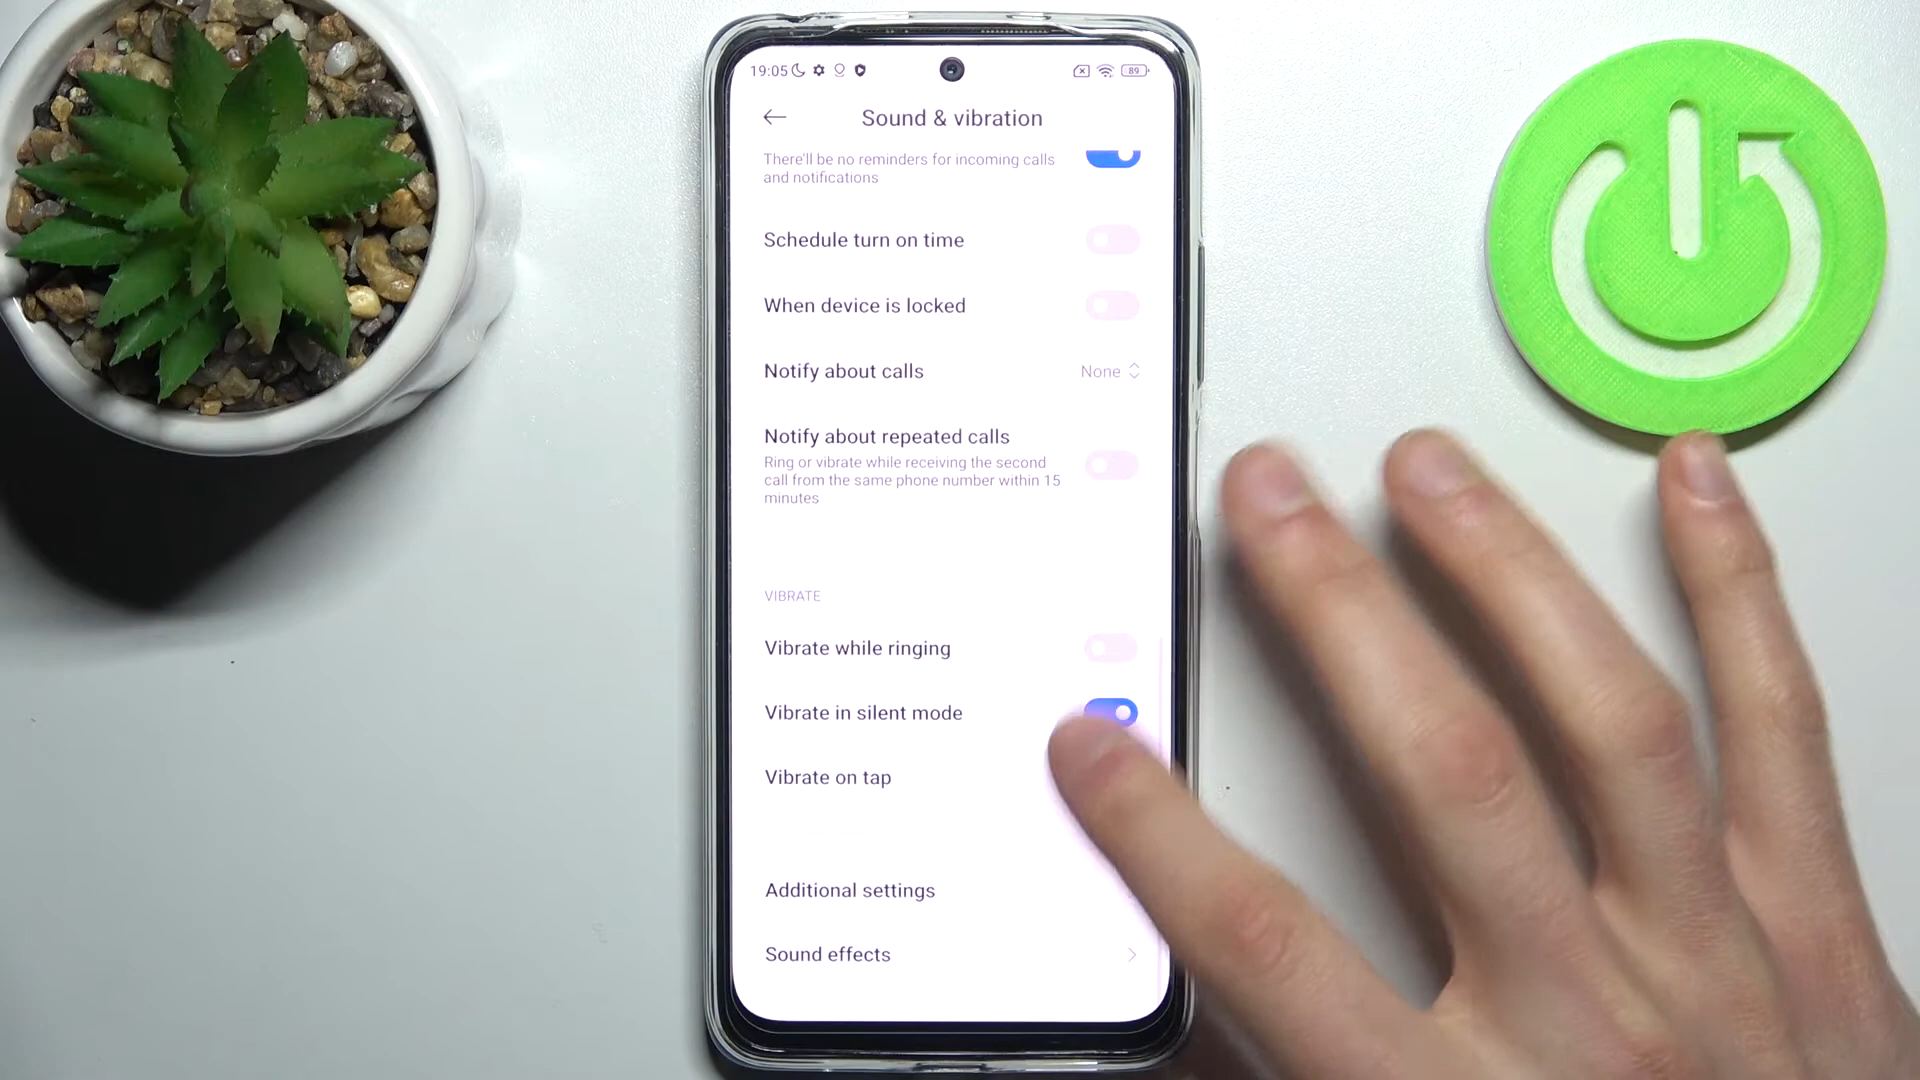 19:05 89
Sound & vibration
There'll be no reminders for incoming calls
and notifications
Schedule turn on time
When device is locked
Notify about calls None
Notify about repeated calls
Ring or vibrate while receiving the second
call from the same phone number within 15
minutes
VIBRATE
Vibrate while ringing
Vibrate in silent mode
Vibrate on tap
Additional settings
Sound effects